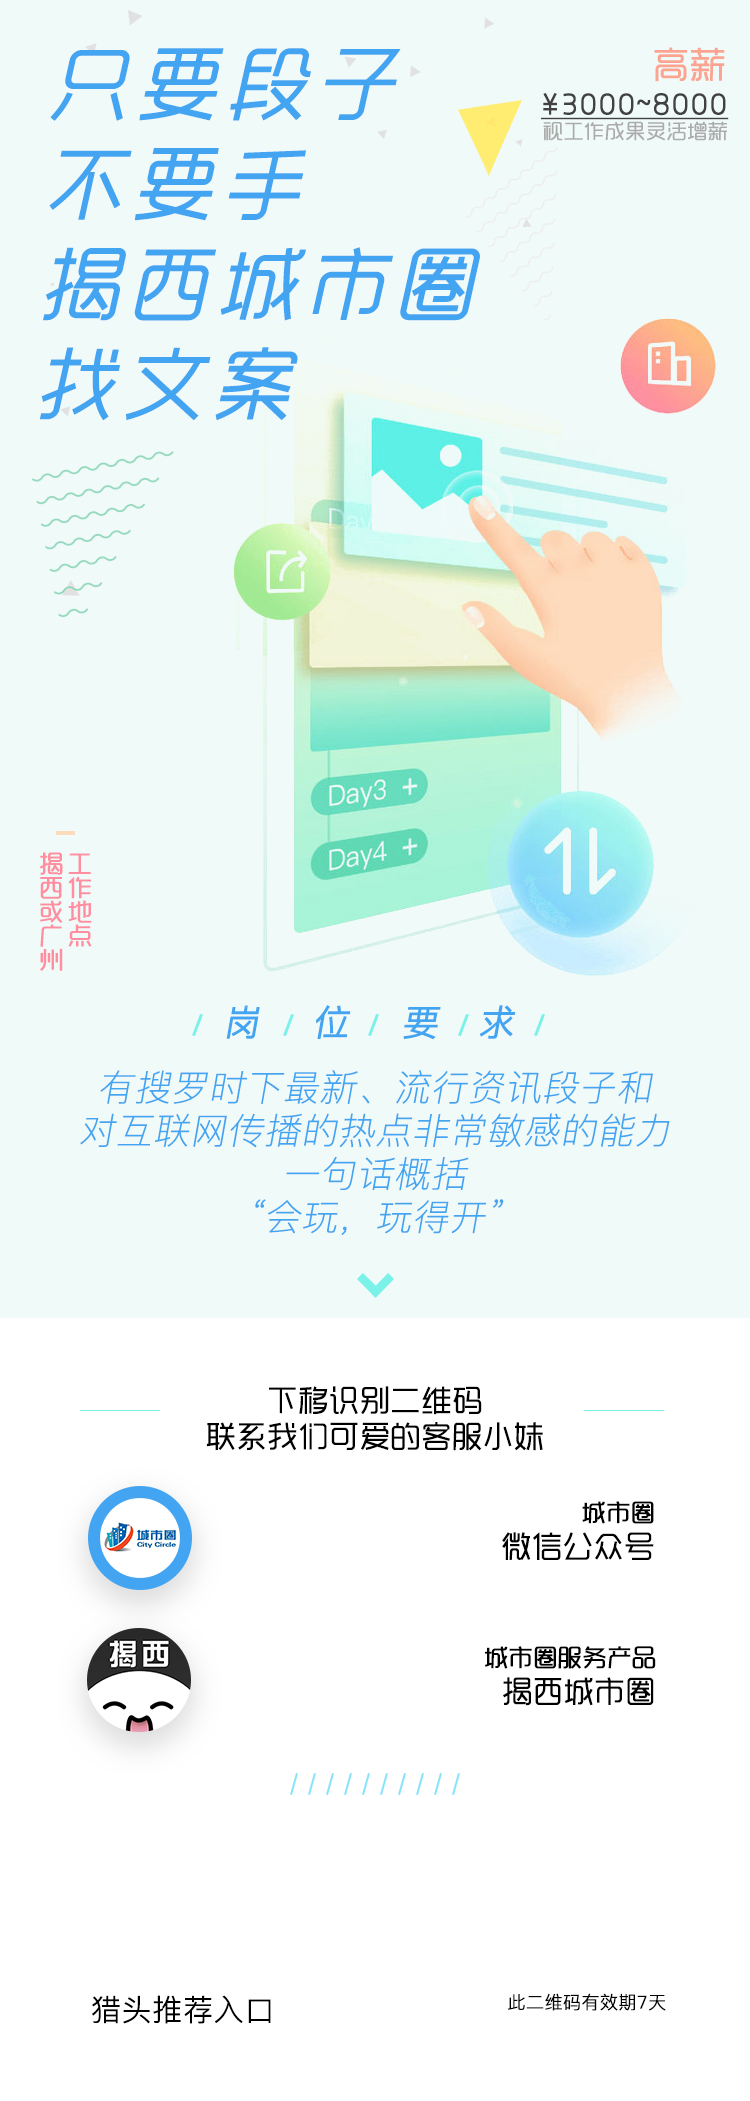 只要段子
不要手
揭西城市圈
找文案
高薪
¥3000~8000
视工作成果灵活增薪
Day
Day3 +
Day4 +
工作地点
揭西或广州
/ 岗 / 位 / 要 / 求 /
有搜罗时下最新、流行资讯段子和
对互联网传播的热点非常敏感的能力
一句话概括
“会玩，玩得开”
下移识别二维码
联系我们可爱的客服小妹
城市圈
City Circle
城市圈
微信公众号
揭西
城市圈服务产品
揭西城市圈
//////////
猎头推荐入口
此二维码有效期7天